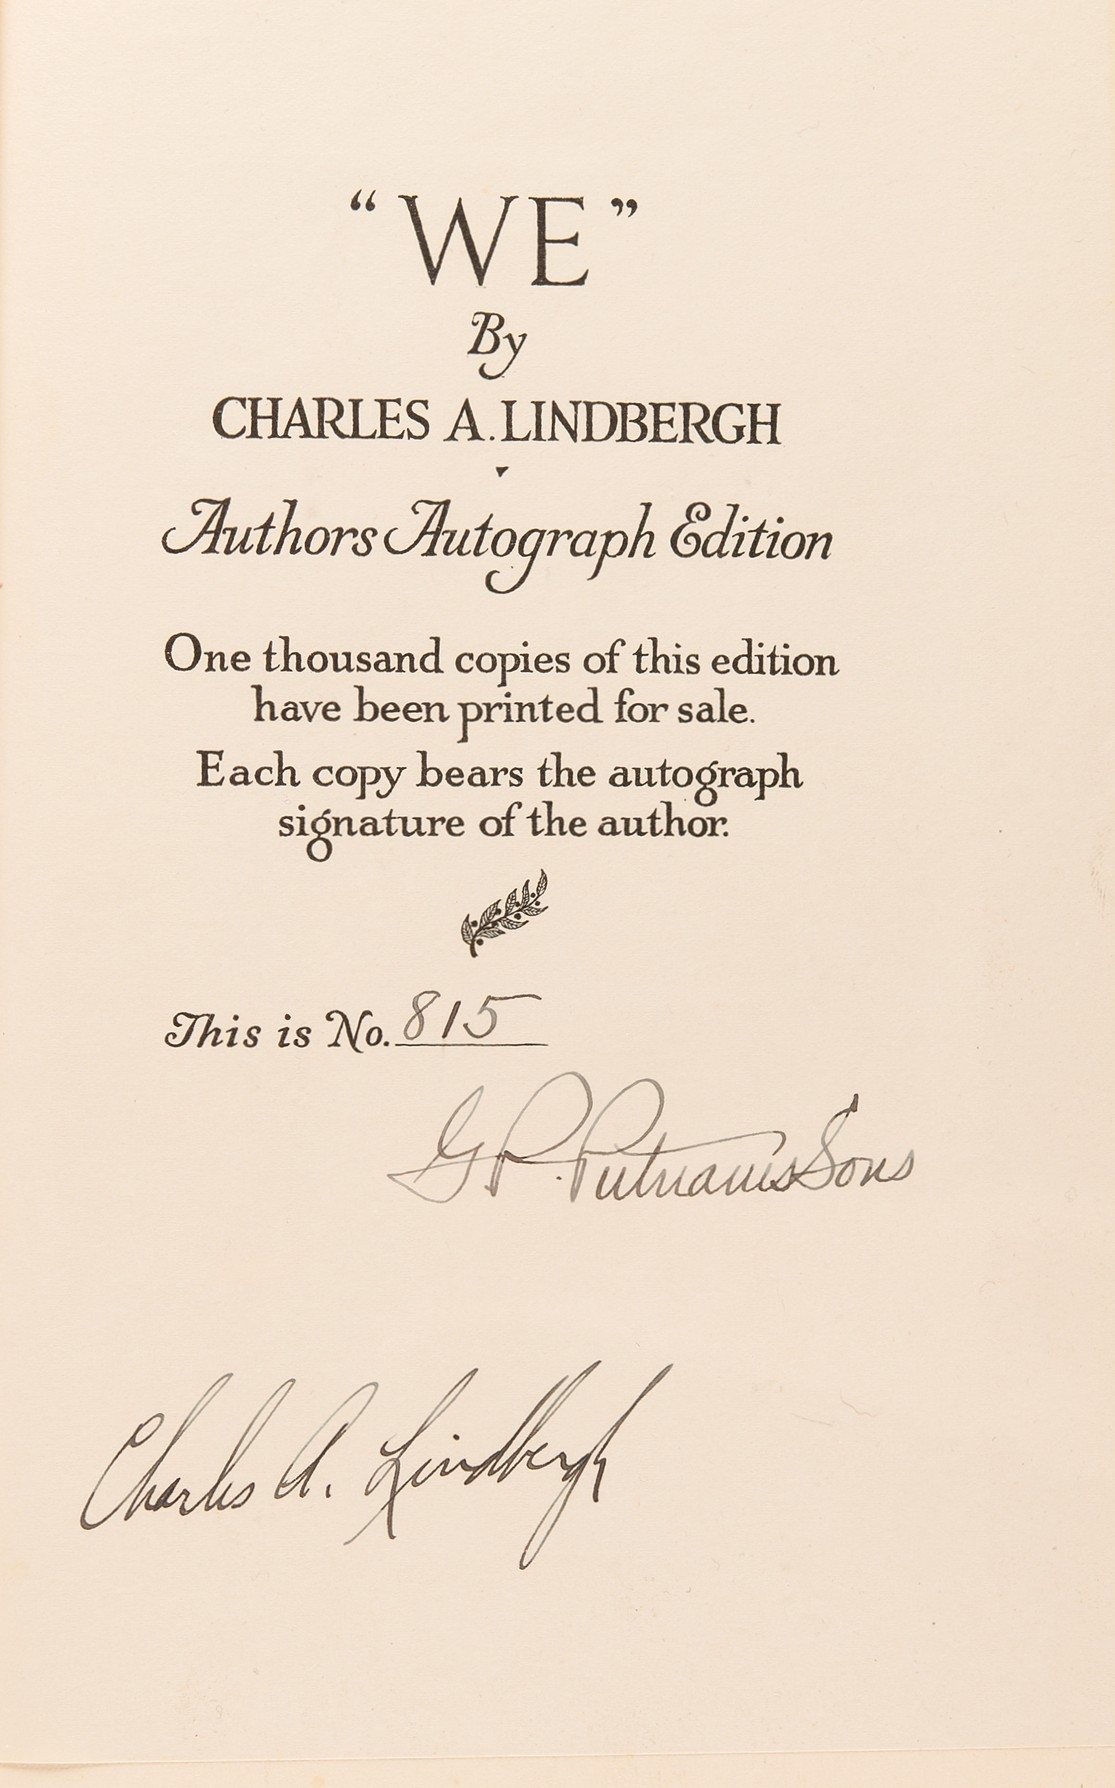 “WE”
By
CHARLES A. LINDBERGH
Authors Autograph Edition
One thousand copies of this edition
have been printed for sale.
Each copy bears the autograph
signature of the author.
This is No. 815
G. P. Putnams Sons
Charles A. Lindbergh